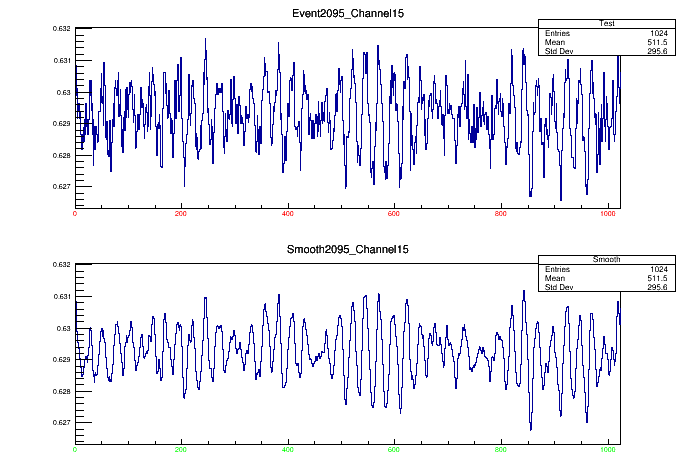 Event2095_Channel15
Test
Entries 1024
Mean 511.5
Std Dev 295.6
0.632
0.631
0.63
0.629
0.628
0.627
0 200 400 600 800 1000
Smooth2095_Channel15
Smooth
Entries 1024
Mean 511.5
Std Dev 295.6
0.632
0.631
0.63
0.629
0.628
0.627
0 200 400 600 800 1000